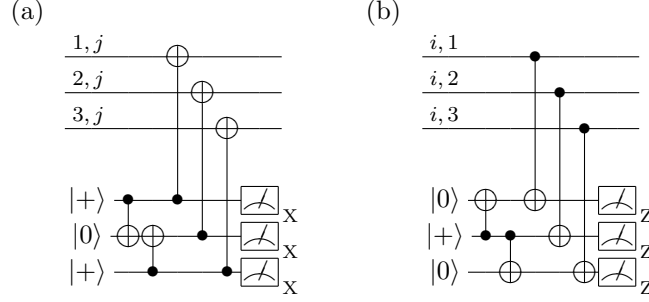 (a)
1, j
2, j
3, j
|+⟩
X
|0⟩
X
|+⟩
X
(b)
i, 1
i, 2
i, 3
|0⟩
Z
|+⟩
Z
|0⟩
Z